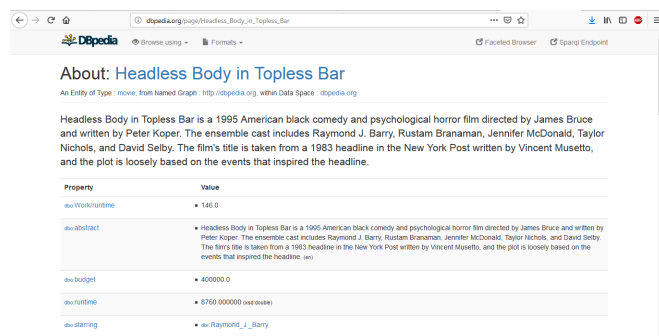 dbpedia.org/page/Headless_Body_in_Topless_Bar
DBpedia Browse using Formats Faceted Browser Sparql Endpoint
About: Headless Body in Topless Bar
An Entity of Type : movie, from Named Graph : http://dbpedia.org, within Data Space : dbpedia.org
Headless Body in Topless Bar is a 1995 American black comedy and psychological horror film directed by James Bruce
and written by Peter Koper. The ensemble cast includes Raymond J. Barry, Rustam Branaman, Jennifer McDonald, Taylor
Nichols, and David Selby. The film's title is taken from a 1983 headline in the New York Post written by Vincent Musetto,
and the plot is loosely based on the events that inspired the headline.
Property Value
dbo:Work/runtime • 146.0
dbo:abstract • Headless Body in Topless Bar is a 1995 American black comedy and psychological horror film directed by James Bruce and written by
Peter Koper. The ensemble cast includes Raymond J. Barry, Rustam Branaman, Jennifer McDonald, Taylor Nichols, and David Selby.
The film's title is taken from a 1983 headline in the New York Post written by Vincent Musetto, and the plot is loosely based on the
events that inspired the headline. (en)
dbo:budget • 400000.0
dbo:runtime • 8760.000000 (xsd:double)
dbo:starring • dbr:Raymond_J._Barry